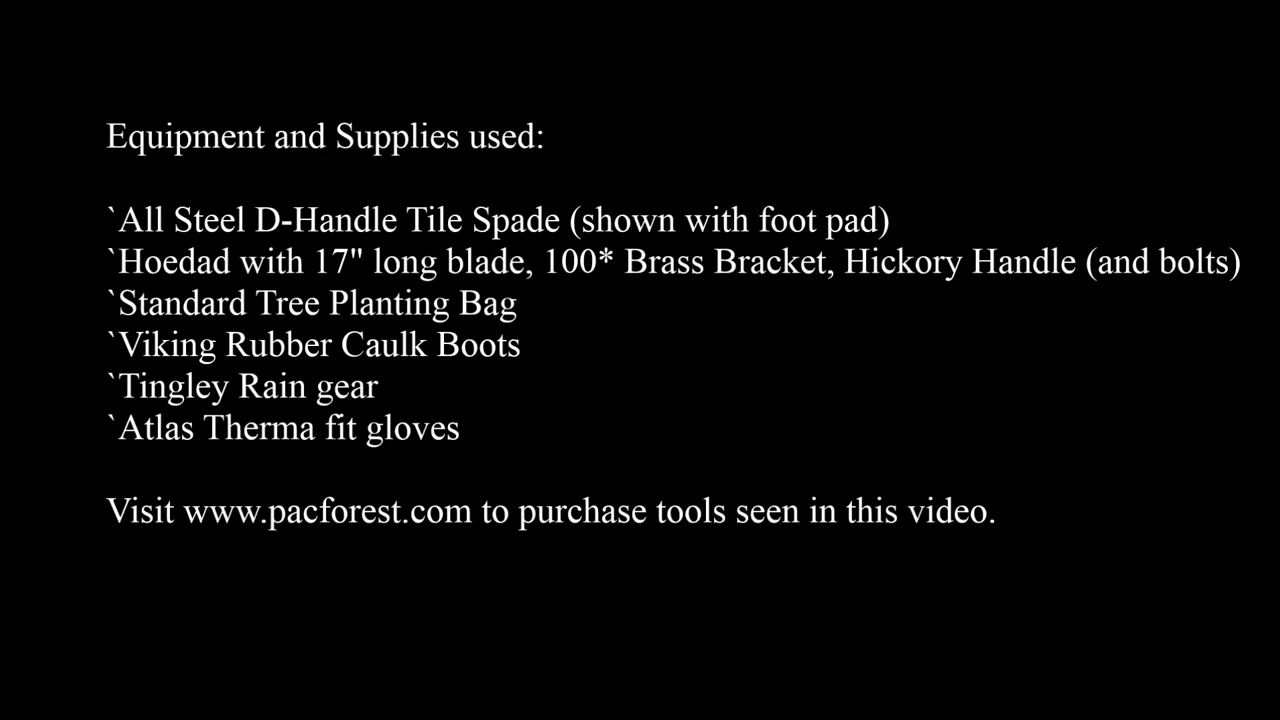 Equipment and Supplies used:
`All Steel D-Handle Tile Spade (shown with foot pad)
`Hoedad with 17" long blade, 100* Brass Bracket, Hickory Handle (and bolts)
`Standard Tree Planting Bag
`Viking Rubber Caulk Boots
`Tingley Rain gear
`Atlas Therma fit gloves
Visit www.pacforest.com to purchase tools seen in this video.